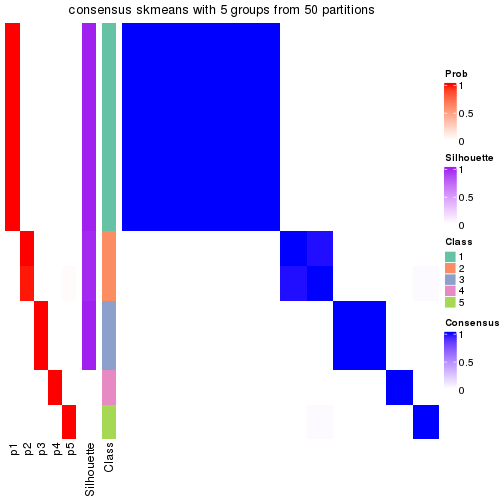 consensus skmeans with 5 groups from 50 partitions
Prob
1
0.5
0
Silhouette
1
0.5
0
Class
1
2
3
4
5
Consensus
1
0.5
0
p1
p2
p3
p4
p5
Silhouette
Class